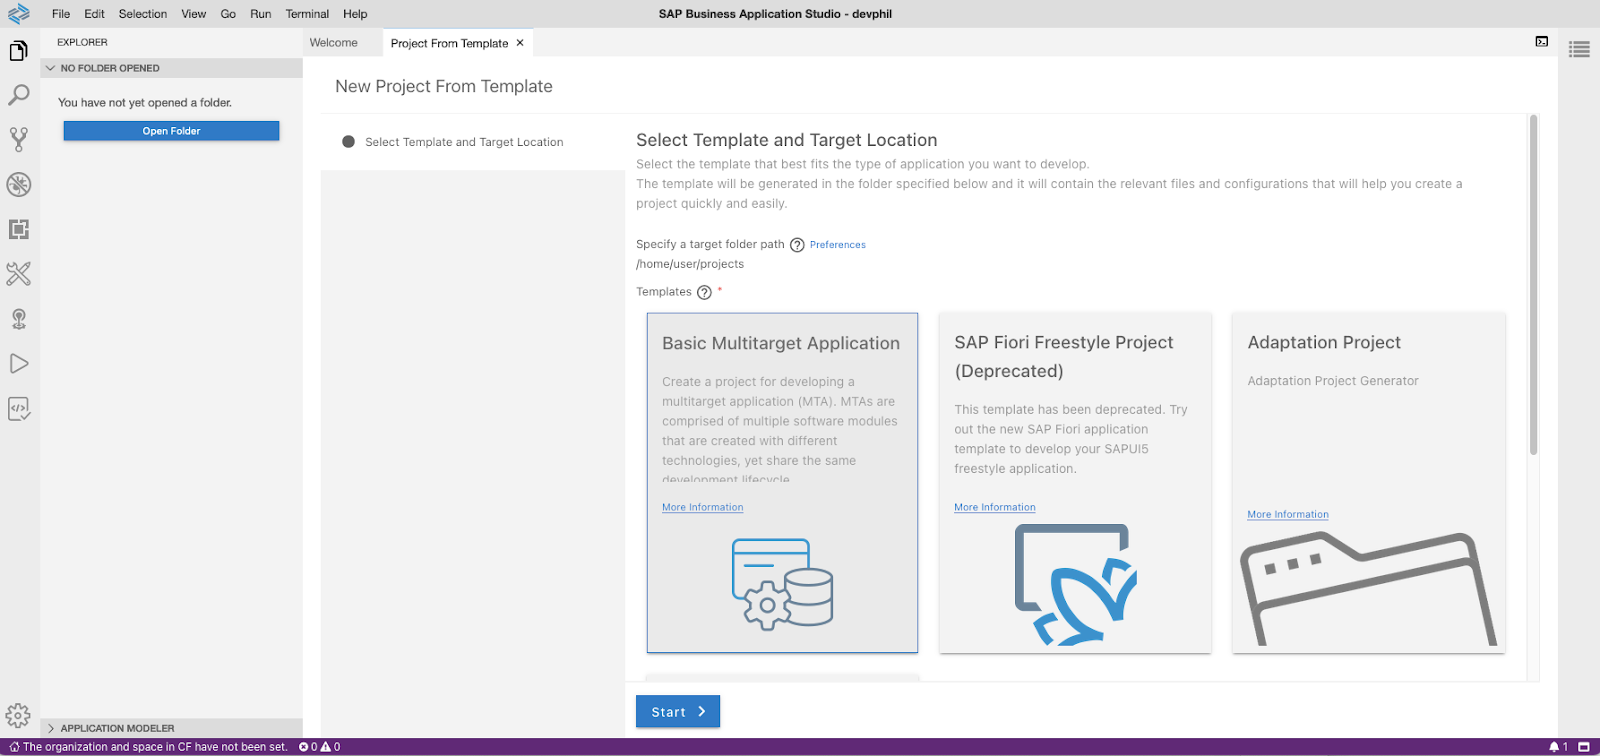 File Edit Selection View Go Run Terminal Help
SAP Business Application Studio - devphil
EXPLORER
NO FOLDER OPENED
You have not yet opened a folder.
Open Folder
Welcome
Project From Template ×
New Project From Template
Select Template and Target Location
Select Template and Target Location
Select the template that best fits the type of application you want to develop.
The template will be generated in the folder specified below and it will contain the relevant files and configurations that will help you create a
project quickly and easily.
Specify a target folder path ? Preferences
/home/user/projects
Templates ? *
Basic Multitarget Application
Create a project for developing a
multitarget application (MTA). MTAs are
comprised of multiple software modules
that are created with different
technologies, yet share the same
development lifecycle.
More Information
SAP Fiori Freestyle Project
(Deprecated)
This template has been deprecated. Try
out the new SAP Fiori application
template to develop your SAPUI5
freestyle application.
More Information
Adaptation Project
Adaptation Project Generator
More Information
Start
APPLICATION MODELER
The organization and space in CF have not been set. 0 0
1